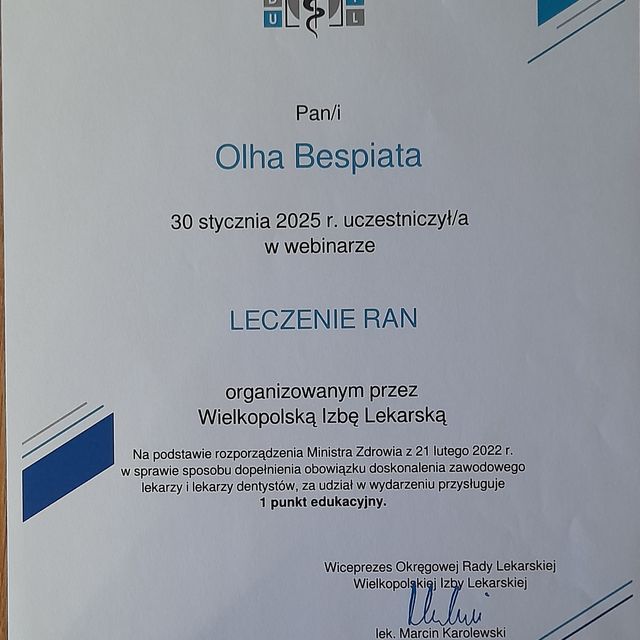 U L
Pan/i
Olha Bespiata
30 stycznia 2025 r. uczestniczył/a
w webinarze
LECZENIE RAN
organizowanym przez
Wielkopolską Izbę Lekarską
Na podstawie rozporządzenia Ministra Zdrowia z 21 lutego 2022 r.
w sprawie sposobu dopełnienia obowiązku doskonalenia zawodowego
lekarzy i lekarzy dentystów, za udział w wydarzeniu przysługuje
1 punkt edukacyjny.
Wiceprezes Okręgowej Rady Lekarskiej
Wielkopolskiej Izby Lekarskiej
lek. Marcin Karolewski